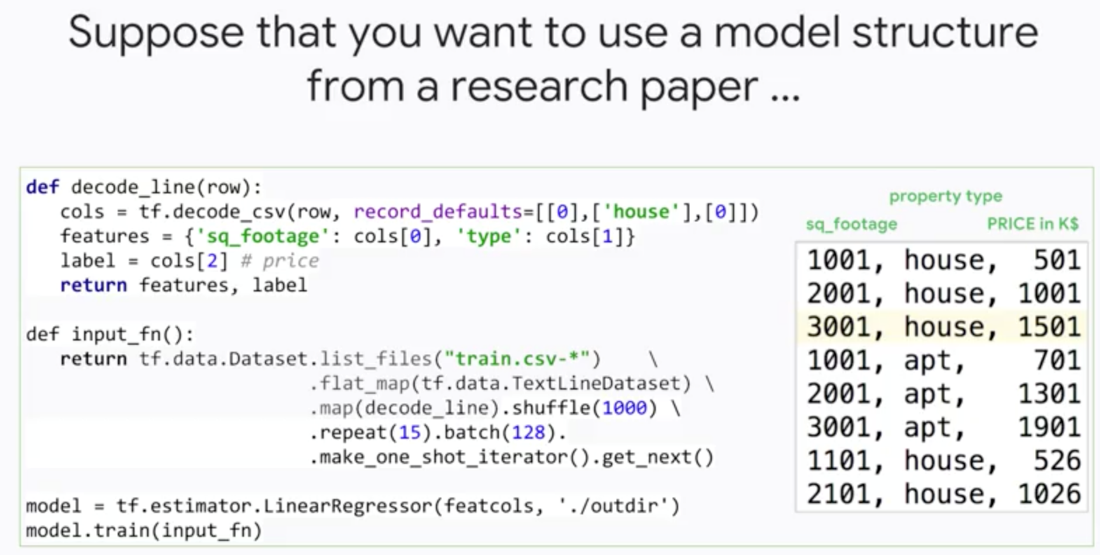 Suppose that you want to use a model structure
from a research paper ...
def decode_line(row):
cols = tf.decode_csv(row, record_defaults=[[0],['house'],[0]])
features = {'sq_footage': cols[0], 'type': cols[1]}
label = cols[2] # price
return features, label
def input_fn():
return tf.data.Dataset.list_files("train.csv-*") \
.flat_map(tf.data.TextLineDataset) \
.map(decode_line).shuffle(1000) \
.repeat(15).batch(128).
.make_one_shot_iterator().get_next()
model = tf.estimator.LinearRegressor(featcols, './outdir')
model.train(input_fn)
property type
sq_footage PRICE in K$
1001, house, 501
2001, house, 1001
3001, house, 1501
1001, apt, 701
2001, apt, 1301
3001, apt, 1901
1101, house, 526
2101, house, 1026